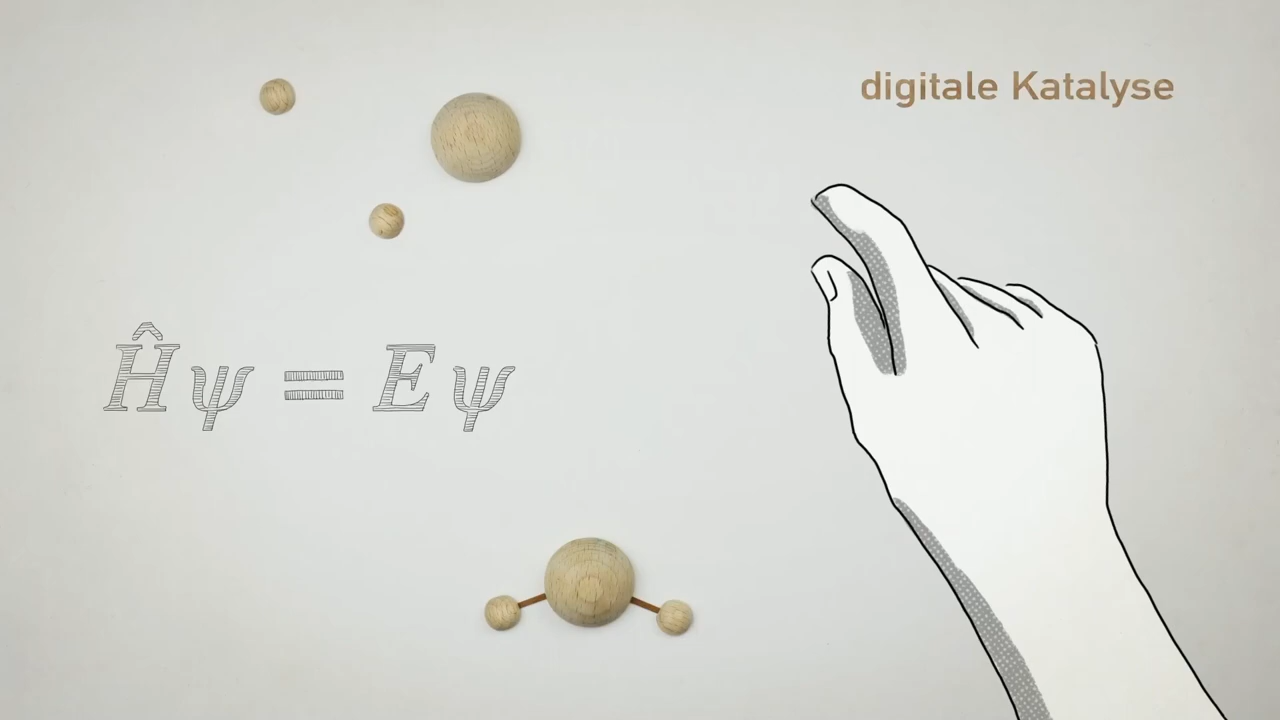 digitale Katalyse
Ĥψ = Eψ